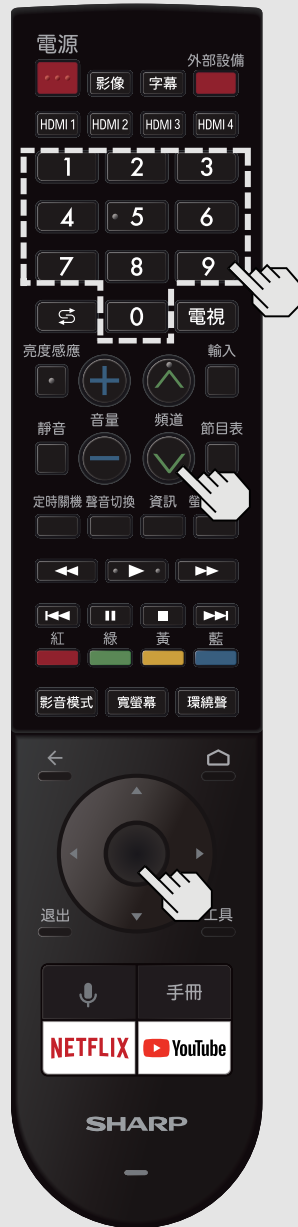 電源
外部設備
影像 字幕
HDMI 1 HDMI 2 HDMI 3 HDMI 4
1 2 3
4 5 6
7 8 9
0 電視
亮度感應 輸入
音量 頻道
靜音 節目表
定時關機 聲音切換 資訊
紅 綠 黃 藍
影音模式 寬螢幕 環繞聲
退出 工具
手冊
NETFLIX YouTube
SHARP